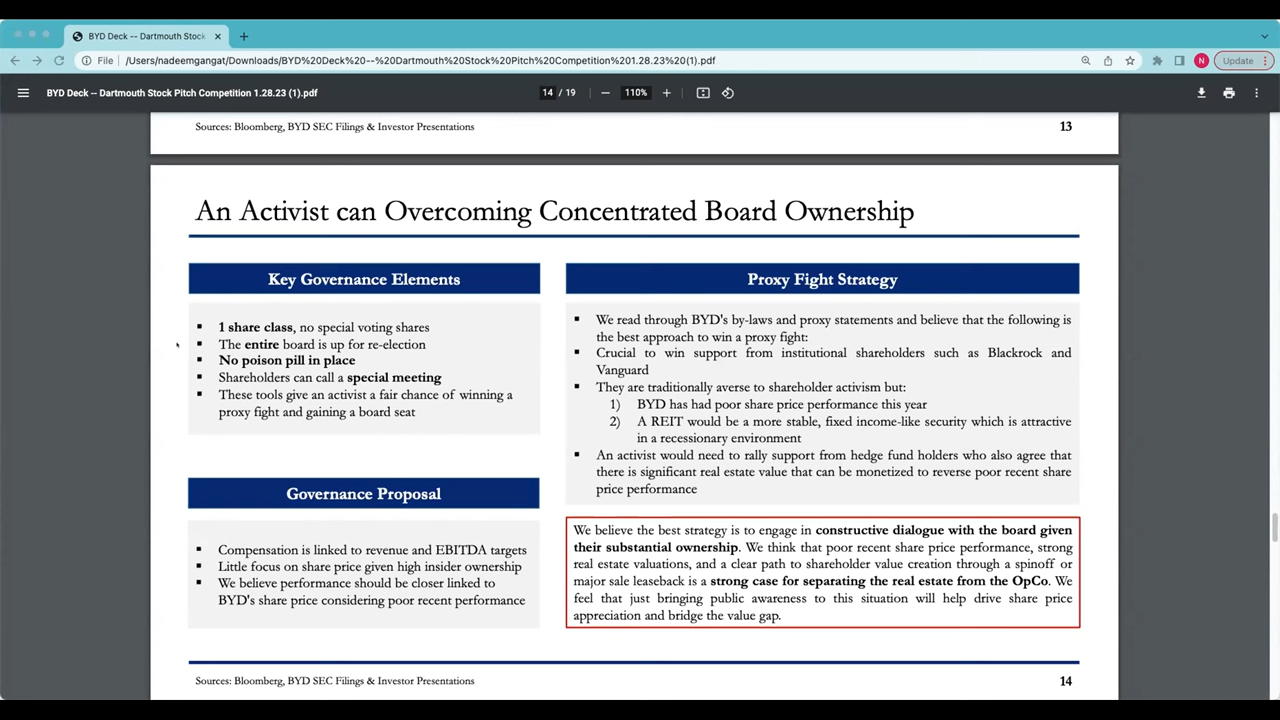 BYD Deck -- Dartmouth Stock
File
/Users/nadeemgangat/Downloads/BYD%20Deck%20--%20Dartmouth%20Stock%20Pitch%20Competition%201.28.23%20(1).pdf
N
Update
BYD Deck -- Dartmouth Stock Pitch Competition 1.28.23 (1).pdf
14 / 19
110%
Sources: Bloomberg, BYD SEC Filings & Investor Presentations
13
An Activist can Overcoming Concentrated Board Ownership
Key Governance Elements
▪ 1 share class, no special voting shares
▪ The entire board is up for re-election
▪ No poison pill in place
▪ Shareholders can call a special meeting
▪ These tools give an activist a fair chance of winning a
proxy fight and gaining a board seat
Governance Proposal
▪ Compensation is linked to revenue and EBITDA targets
▪ Little focus on share price given high insider ownership
▪ We believe performance should be closer linked to
BYD's share price considering poor recent performance
Proxy Fight Strategy
▪ We read through BYD's by-laws and proxy statements and believe that the following is
the best approach to win a proxy fight:
▪ Crucial to win support from institutional shareholders such as Blackrock and
Vanguard
▪ They are traditionally averse to shareholder activism but:
1) BYD has had poor share price performance this year
2) A REIT would be a more stable, fixed income-like security which is attractive
in a recessionary environment
▪ An activist would need to rally support from hedge fund holders who also agree that
there is significant real estate value that can be monetized to reverse poor recent share
price performance
We believe the best strategy is to engage in constructive dialogue with the board given
their substantial ownership. We think that poor recent share price performance, strong
real estate valuations, and a clear path to shareholder value creation through a spinoff or
major sale leaseback is a strong case for separating the real estate from the OpCo. We
feel that just bringing public awareness to this situation will help drive share price
appreciation and bridge the value gap.
Sources: Bloomberg, BYD SEC Filings & Investor Presentations
14